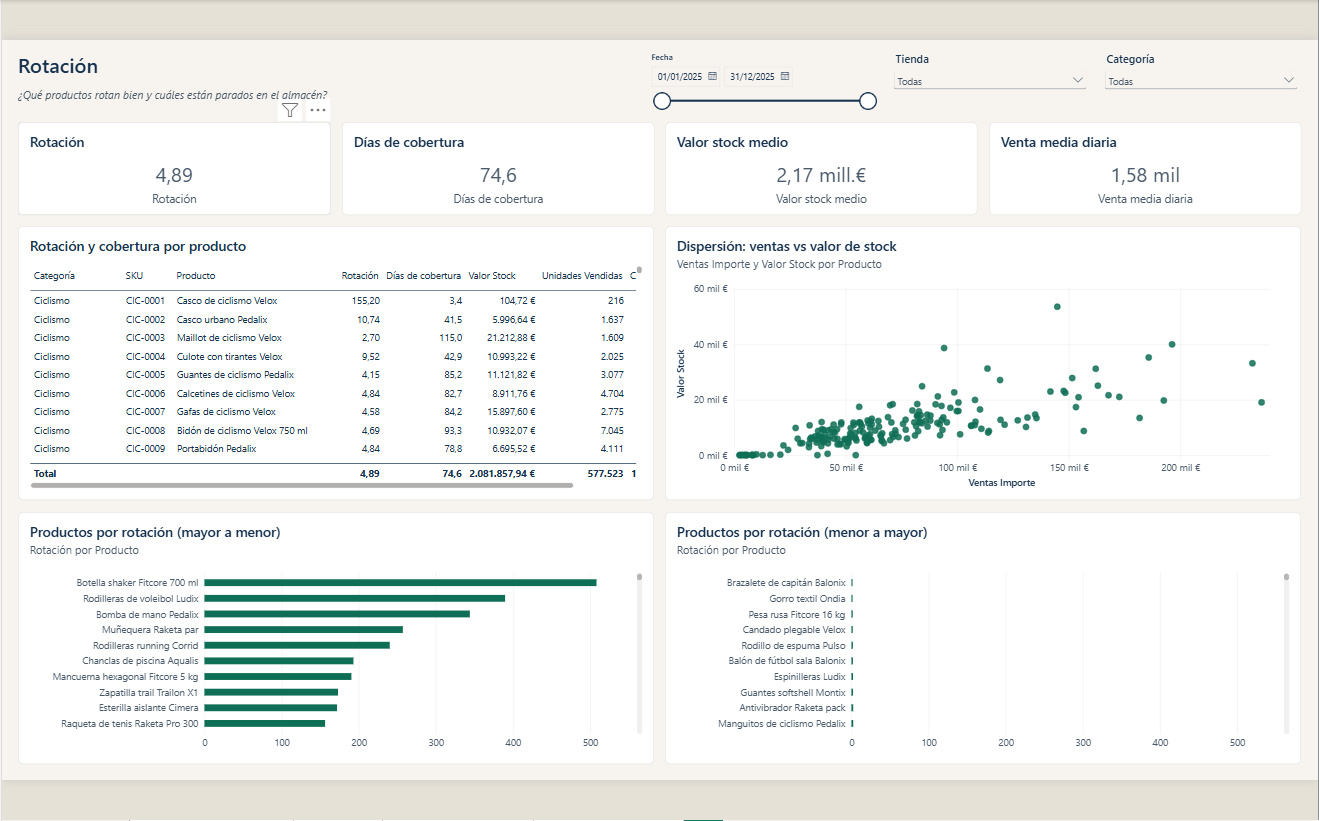 Rotación
¿Qué productos rotan bien y cuáles están parados en el almacén?
Fecha
01/01/2025 31/12/2025
Tienda
Todas
Categoría
Todas
Rotación
4,89
Rotación
Días de cobertura
74,6
Días de cobertura
Valor stock medio
2,17 mill.€
Valor stock medio
Venta media diaria
1,58 mil
Venta media diaria
Rotación y cobertura por producto
Categoría SKU Producto Rotación Días de cobertura Valor Stock Unidades Vendidas C
Ciclismo CIC-0001 Casco de ciclismo Velox 155,20 3,4 104,72 € 216
Ciclismo CIC-0002 Casco urbano Pedalix 10,74 41,5 5.996,64 € 1.637
Ciclismo CIC-0003 Maillot de ciclismo Velox 2,70 115,0 21.212,88 € 1.609
Ciclismo CIC-0004 Culote con tirantes Velox 9,52 42,9 10.993,22 € 2.025
Ciclismo CIC-0005 Guantes de ciclismo Pedalix 4,15 85,2 11.121,82 € 3.077
Ciclismo CIC-0006 Calcetines de ciclismo Velox 4,84 82,7 8.911,76 € 4.704
Ciclismo CIC-0007 Gafas de ciclismo Velox 4,58 84,2 15.897,60 € 2.775
Ciclismo CIC-0008 Bidón de ciclismo Velox 750 ml 4,69 93,3 10.932,07 € 7.045
Ciclismo CIC-0009 Portabidón Pedalix 4,84 78,8 6.695,52 € 4.111
Total 4,89 74,6 2.081.857,94 € 577.523 1
Dispersión: ventas vs valor de stock
Ventas Importe y Valor Stock por Producto
Valor Stock
60 mil €
40 mil €
20 mil €
0 mil €
0 mil € 50 mil € 100 mil € 150 mil € 200 mil €
Ventas Importe
Productos por rotación (mayor a menor)
Rotación por Producto
Botella shaker Fitcore 700 ml
Rodilleras de voleibol Ludix
Bomba de mano Pedalix
Muñequera Raketa par
Rodilleras running Corrid
Chanclas de piscina Aqualis
Mancuerna hexagonal Fitcore 5 kg
Zapatilla trail Trailon X1
Esterilla aislante Cimera
Raqueta de tenis Raketa Pro 300
0 100 200 300 400 500
Productos por rotación (menor a mayor)
Rotación por Producto
Brazalete de capitán Balonix
Gorro textil Ondia
Pesa rusa Fitcore 16 kg
Candado plegable Velox
Rodillo de espuma Pulso
Balón de fútbol sala Balonix
Espinilleras Ludix
Guantes softshell Montix
Antivibrador Raketa pack
Manguitos de ciclismo Pedalix
0 100 200 300 400 500